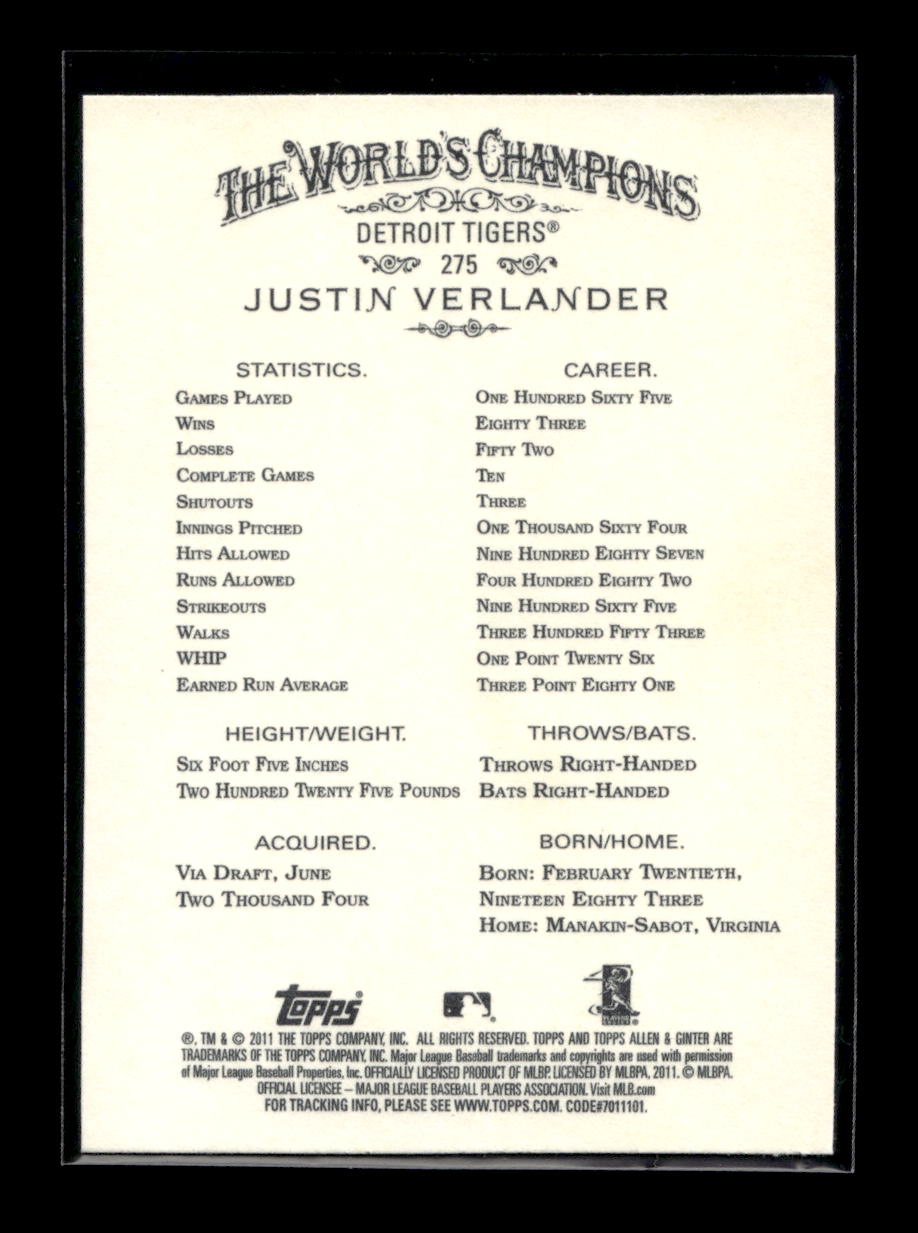 THE WORLD'S CHAMPIONS
DETROIT TIGERS®
275
JUSTIN VERLANDER
STATISTICS. CAREER.
GAMES PLAYED ONE HUNDRED SIXTY FIVE
WINS EIGHTY THREE
LOSSES FIFTY TWO
COMPLETE GAMES TEN
SHUTOUTS THREE
INNINGS PITCHED ONE THOUSAND SIXTY FOUR
HITS ALLOWED NINE HUNDRED EIGHTY SEVEN
RUNS ALLOWED FOUR HUNDRED EIGHTY TWO
STRIKEOUTS NINE HUNDRED SIXTY FIVE
WALKS THREE HUNDRED FIFTY THREE
WHIP ONE POINT TWENTY SIX
EARNED RUN AVERAGE THREE POINT EIGHTY ONE
HEIGHT/WEIGHT. THROWS/BATS.
SIX FOOT FIVE INCHES THROWS RIGHT-HANDED
TWO HUNDRED TWENTY FIVE POUNDS BATS RIGHT-HANDED
ACQUIRED. BORN/HOME.
VIA DRAFT, JUNE BORN: FEBRUARY TWENTIETH,
TWO THOUSAND FOUR NINETEEN EIGHTY THREE
HOME: MANAKIN-SABOT, VIRGINIA
Topps®
PLAYERS CHOICE
®, TM & © 2011 THE TOPPS COMPANY, INC. ALL RIGHTS RESERVED. TOPPS AND TOPPS ALLEN & GINTER ARE
TRADEMARKS OF THE TOPPS COMPANY, INC. Major League Baseball trademarks and copyrights are used with permission
of Major League Baseball Properties, Inc. OFFICIALLY LICENSED PRODUCT OF MLBP. LICENSED BY MLBPA, 2011. © MLBPA.
OFFICIAL LICENSEE – MAJOR LEAGUE BASEBALL PLAYERS ASSOCIATION. Visit MLB.com
FOR TRACKING INFO, PLEASE SEE WWW.TOPPS.COM. CODE#7011101.